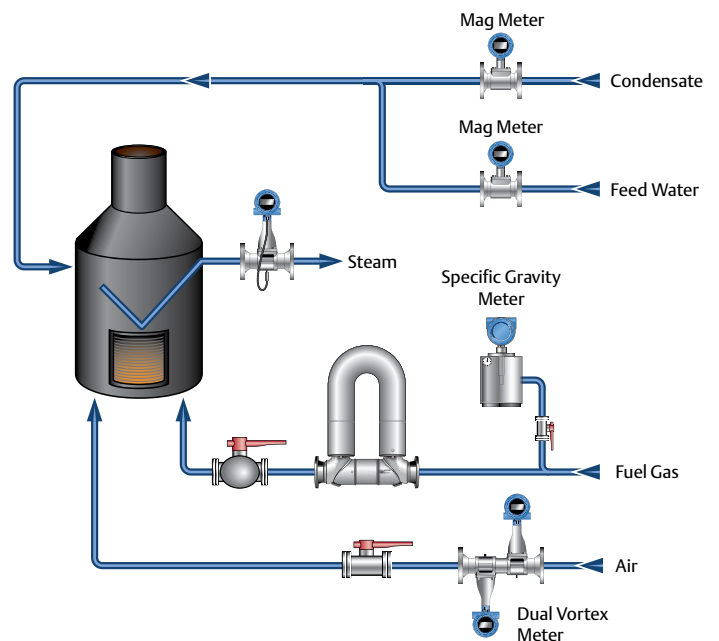 Mag Meter
Condensate
Mag Meter
Feed Water
Steam
Specific Gravity
Meter
Fuel Gas
Air
Dual Vortex
Meter